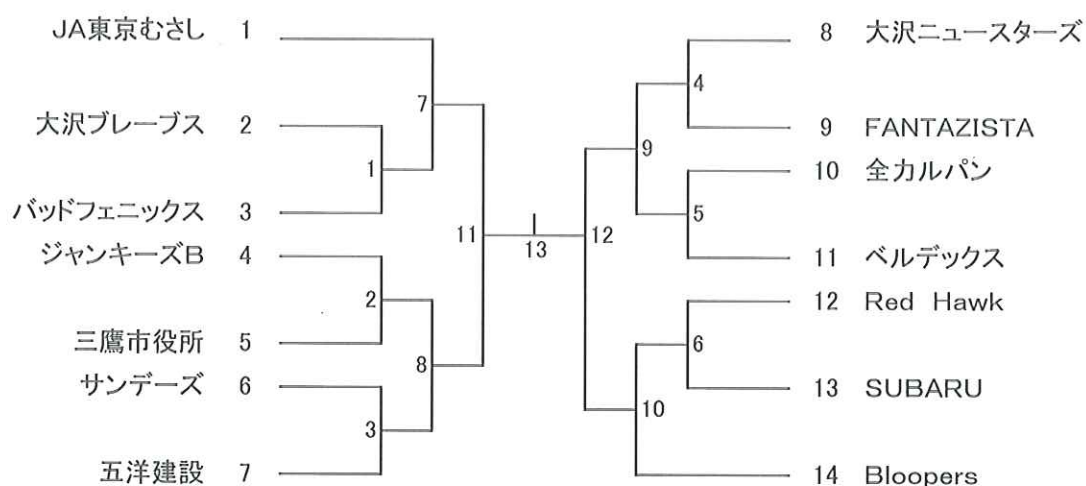 JA東京むさし 1
大沢ブレーブス 2
バッドフェニックス 3
ジャンキーズB 4
三鷹市役所 5
サンデーズ 6
五洋建設 7
7
1
2
8
3
11
13
12
9
4
5
6
10
8 大沢ニュースターズ
9 FANTAZISTA
10 全力ルパン
11 ベルデックス
12 Red Hawk
13 SUBARU
14 Bloopers